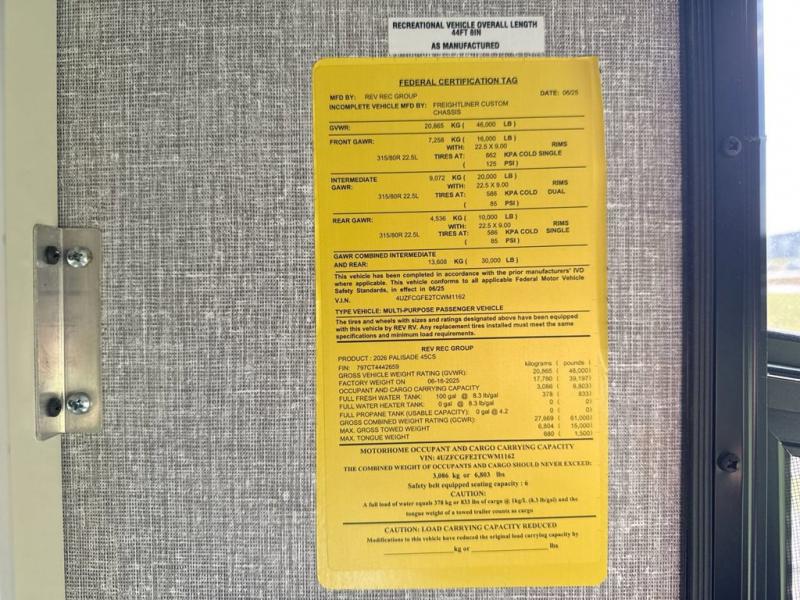 RECREATIONAL VEHICLE OVERALL LENGTH
44FT 8IN
AS MANUFACTURED
FEDERAL CERTIFICATION TAG
MFD BY: REV REC GROUP DATE: 06/25
INCOMPLETE VEHICLE MFD BY: FREIGHTLINER CUSTOM
CHASSIS
GVWR: 20,865 KG ( 46,000 LB )
FRONT GAWR: 7,258 KG ( 16,000 LB )
WITH: 22.5 X 9.00 RIMS
315/80R 22.5L TIRES AT: 862 KPA COLD SINGLE
( 125 PSI )
INTERMEDIATE 9,072 KG ( 20,000 LB )
GAWR: WITH: 22.5 X 9.00 RIMS
315/80R 22.5L TIRES AT: 586 KPA COLD DUAL
( 85 PSI )
REAR GAWR: 4,536 KG ( 10,000 LB )
WITH: 22.5 X 9.00 RIMS
315/80R 22.5L TIRES AT: 586 KPA COLD SINGLE
( 85 PSI )
GAWR COMBINED INTERMEDIATE
AND REAR: 13,608 KG ( 30,000 LB )
This vehicle has been completed in accordance with the prior manufacturers' IVD
where applicable. This vehicle conforms to all applicable Federal Motor Vehicle
Safety Standards, in effect in 06/25
V.I.N. 4UZFCGFE2TCWM1162
TYPE VEHICLE: MULTI-PURPOSE PASSENGER VEHICLE
The tires and wheels with sizes and ratings designated above have been equipped
with this vehicle by REV RV. Any replacement tires installed must meet the same
specifications and minimum load requirements.
REV REC GROUP
PRODUCT : 2026 PALISADE 45CS
FIN: 797CT4442659 kilograms ( pounds )
GROSS VEHICLE WEIGHT RATING (GVWR): 20,865 ( 46,000)
FACTORY WEIGHT ON 06-16-2025 17,780 ( 39,197)
OCCUPANT AND CARGO CARRYING CAPACITY 3,086 ( 6,803)
FULL FRESH WATER TANK: 100 gal @ 8.3 lb/gal 378 ( 833)
FULL WATER HEATER TANK: 0 gal @ 8.3 lb/gal 0 ( 0)
FULL PROPANE TANK (USABLE CAPACITY): 0 gal @ 4.2 0 ( 0)
GROSS COMBINED WEIGHT RATING (GCWR): 27,669 ( 61,000)
MAX. GROSS TOWED WEIGHT 6,804 ( 15,000)
MAX. TONGUE WEIGHT 680 ( 1,500)
MOTORHOME OCCUPANT AND CARGO CARRYING CAPACITY
VIN: 4UZFCGFE2TCWM1162
THE COMBINED WEIGHT OF OCCUPANTS AND CARGO SHOULD NEVER EXCEED:
3,086 kg or 6,803 lbs
Safety belt equipped seating capacity : 6
CAUTION:
A full load of water equals 378 kg or 833 lbs of cargo @ 1kg/L (8.3 lb/gal) and the
tongue weight of a towed trailer counts as cargo
CAUTION: LOAD CARRYING CAPACITY REDUCED
Modifications to this vehicle have reduced the original load carrying capacity by
kg or lbs